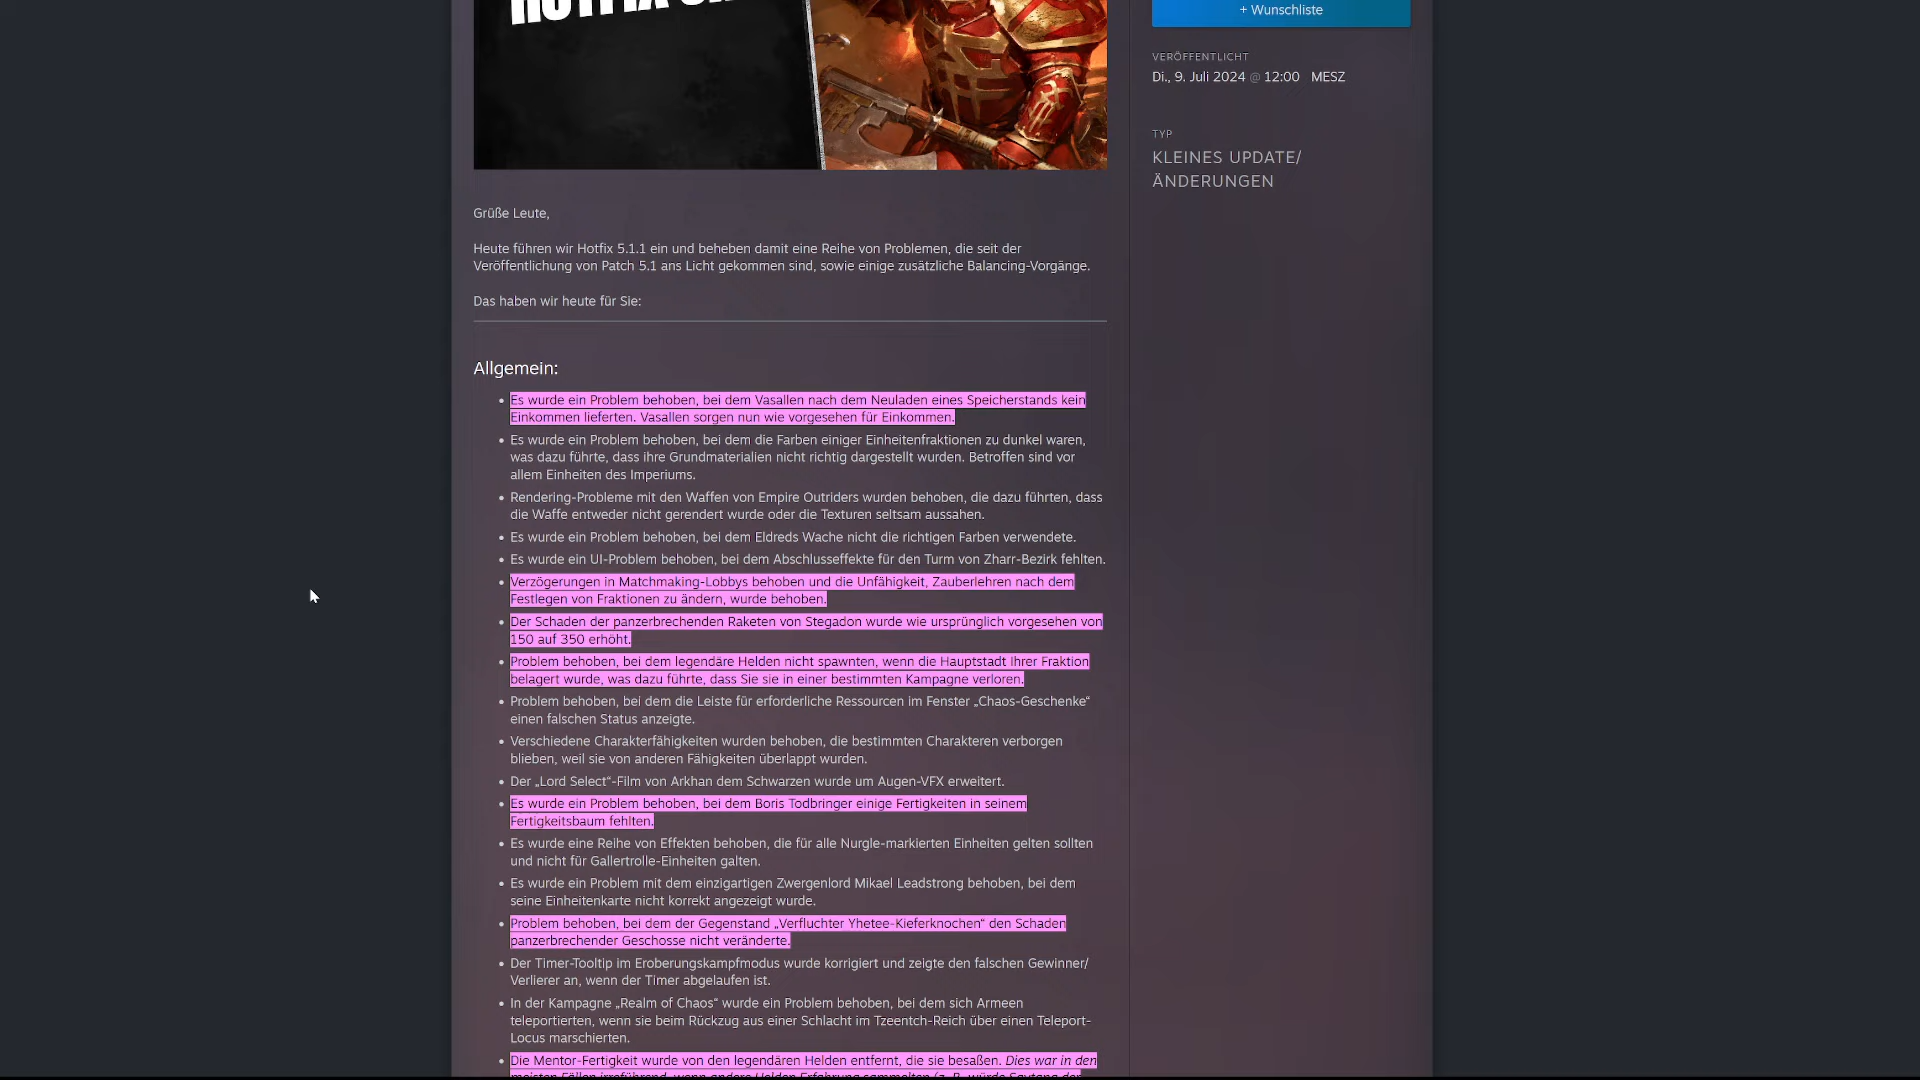 HOTFIX
+ Wunschliste
VERÖFFENTLICHT
Di., 9. Juli 2024 @ 12:00 MESZ
TYP
KLEINES UPDATE/
ÄNDERUNGEN
Grüße Leute,
Heute führen wir Hotfix 5.1.1 ein und beheben damit eine Reihe von Problemen, die seit der
Veröffentlichung von Patch 5.1 ans Licht gekommen sind, sowie einige zusätzliche Balancing-Vorgänge.
Das haben wir heute für Sie:
Allgemein:
• Es wurde ein Problem behoben, bei dem Vasallen nach dem Neuladen eines Speicherstands kein
Einkommen lieferten. Vasallen sorgen nun wie vorgesehen für Einkommen.
• Es wurde ein Problem behoben, bei dem die Farben einiger Einheitenfraktionen zu dunkel waren,
was dazu führte, dass ihre Grundmaterialien nicht richtig dargestellt wurden. Betroffen sind vor
allem Einheiten des Imperiums.
• Rendering-Probleme mit den Waffen von Empire Outriders wurden behoben, die dazu führten, dass
die Waffe entweder nicht gerendert wurde oder die Texturen seltsam aussahen.
• Es wurde ein Problem behoben, bei dem Eldreds Wache nicht die richtigen Farben verwendete.
• Es wurde ein UI-Problem behoben, bei dem Abschlusseffekte für den Turm von Zharr-Bezirk fehlten.
• Verzögerungen in Matchmaking-Lobbys behoben und die Unfähigkeit, Zauberlehren nach dem
Festlegen von Fraktionen zu ändern, wurde behoben.
• Der Schaden der panzerbrechenden Raketen von Stegadon wurde wie ursprünglich vorgesehen von
150 auf 350 erhöht.
• Problem behoben, bei dem legendäre Helden nicht spawnten, wenn die Hauptstadt Ihrer Fraktion
belagert wurde, was dazu führte, dass Sie sie in einer bestimmten Kampagne verloren.
• Problem behoben, bei dem die Leiste für erforderliche Ressourcen im Fenster „Chaos-Geschenke“
einen falschen Status anzeigte.
• Verschiedene Charakterfähigkeiten wurden behoben, die bestimmten Charakteren verborgen
blieben, weil sie von anderen Fähigkeiten überlappt wurden.
• Der „Lord Select“-Film von Arkhan dem Schwarzen wurde um Augen-VFX erweitert.
• Es wurde ein Problem behoben, bei dem Boris Todbringer einige Fertigkeiten in seinem
Fertigkeitsbaum fehlten.
• Es wurde eine Reihe von Effekten behoben, die für alle Nurgle-markierten Einheiten gelten sollten
und nicht für Gallertrolle-Einheiten galten.
• Es wurde ein Problem mit dem einzigartigen Zwergenlord Mikael Leadstrong behoben, bei dem
seine Einheitenkarte nicht korrekt angezeigt wurde.
• Problem behoben, bei dem der Gegenstand „Verfluchter Yhetee-Kieferknochen“ den Schaden
panzerbrechender Geschosse nicht veränderte.
• Der Timer-Tooltip im Eroberungskampfmodus wurde korrigiert und zeigte den falschen Gewinner/
Verlierer an, wenn der Timer abgelaufen ist.
• In der Kampagne „Realm of Chaos“ wurde ein Problem behoben, bei dem sich Armeen
teleportierten, wenn sie beim Rückzug aus einer Schlacht im Tzeentch-Reich über einen Teleport-
Locus marschierten.
• Die Mentor-Fertigkeit wurde von den legendären Helden entfernt, die sie besaßen. Dies war in den
meisten Fällen irreführend, wenn andere Helden Erfahrung sammelten (z. B. würde Saytang der